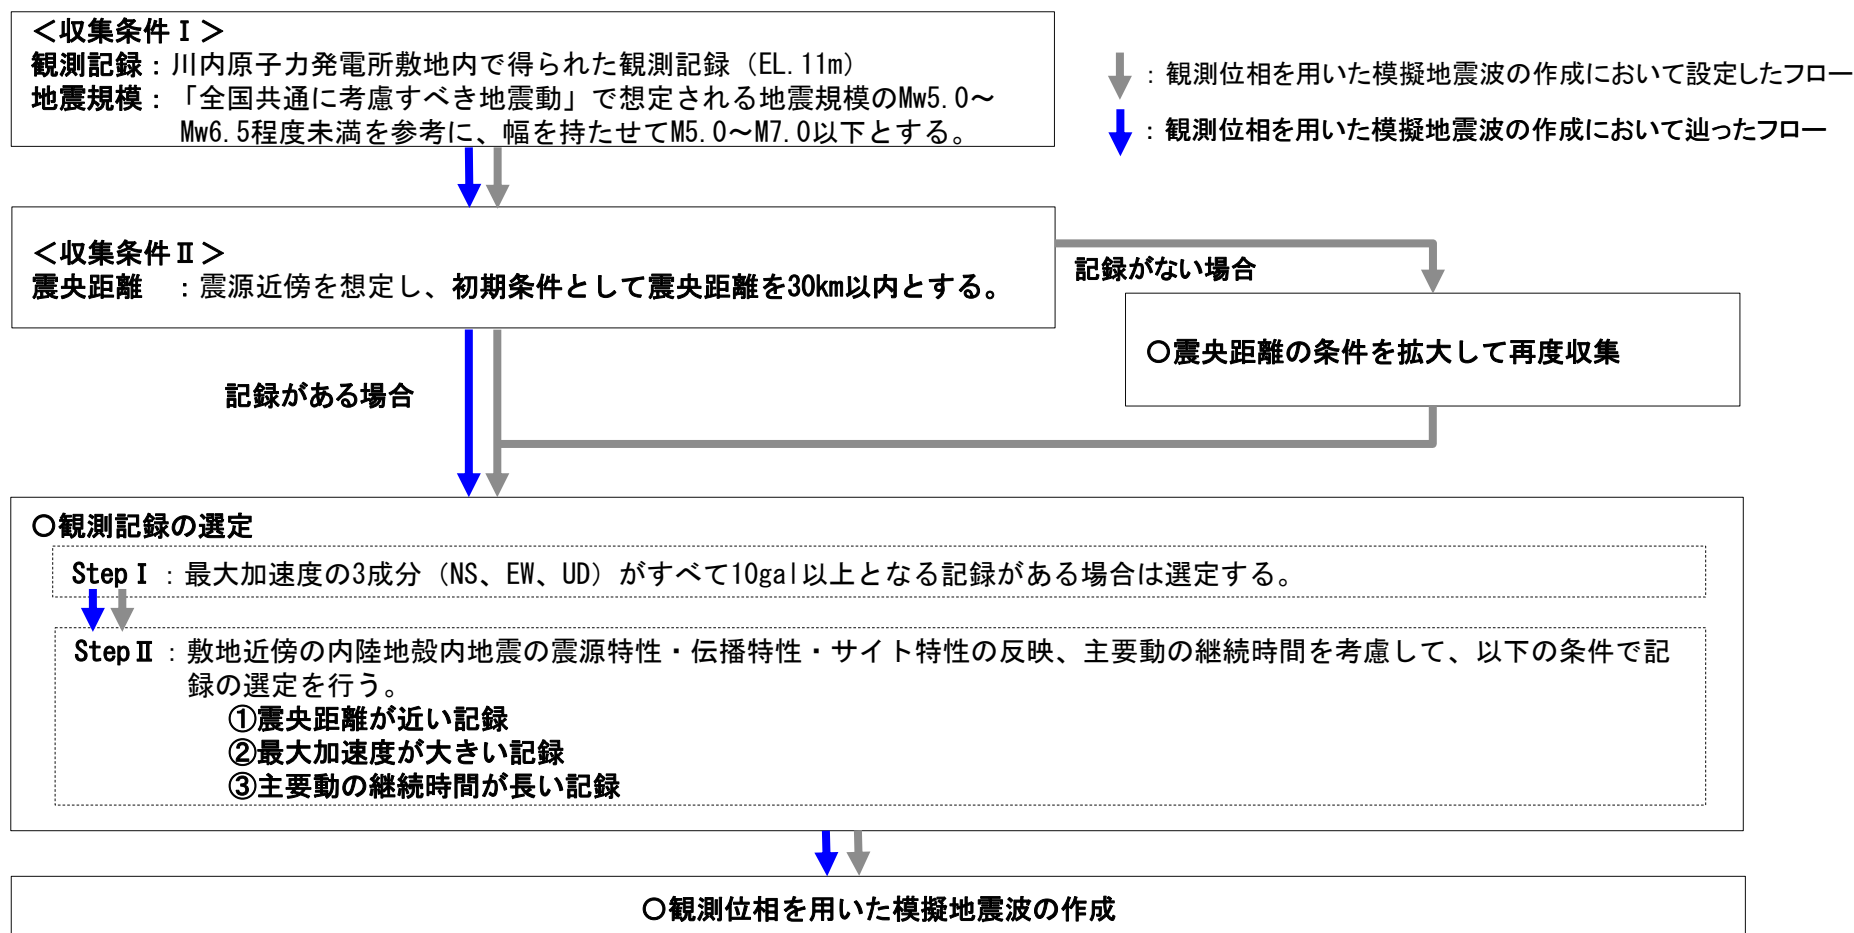 ＜収集条件Ⅰ＞
観測記録：川内原子力発電所敷地内で得られた観測記録（EL.11m）
地震規模：「全国共通に考慮すべき地震動」で想定される地震規模のMw5.0～
Mw6.5程度未満を参考に、幅を持たせてM5.0～M7.0以下とする。
：観測位相を用いた模擬地震波の作成において設定したフロー
：観測位相を用いた模擬地震波の作成において辿ったフロー
＜収集条件Ⅱ＞
震央距離　：震源近傍を想定し、初期条件として震央距離を30km以内とする。
記録がない場合
○震央距離の条件を拡大して再度収集
記録がある場合
○観測記録の選定
StepⅠ：最大加速度の3成分（NS、EW、UD）がすべて10gal以上となる記録がある場合は選定する。
StepⅡ：敷地近傍の内陸地殻内地震の震源特性・伝播特性・サイト特性の反映、主要動の継続時間を考慮して、以下の条件で記
録の選定を行う。
①震央距離が近い記録
②最大加速度が大きい記録
③主要動の継続時間が長い記録
○観測位相を用いた模擬地震波の作成